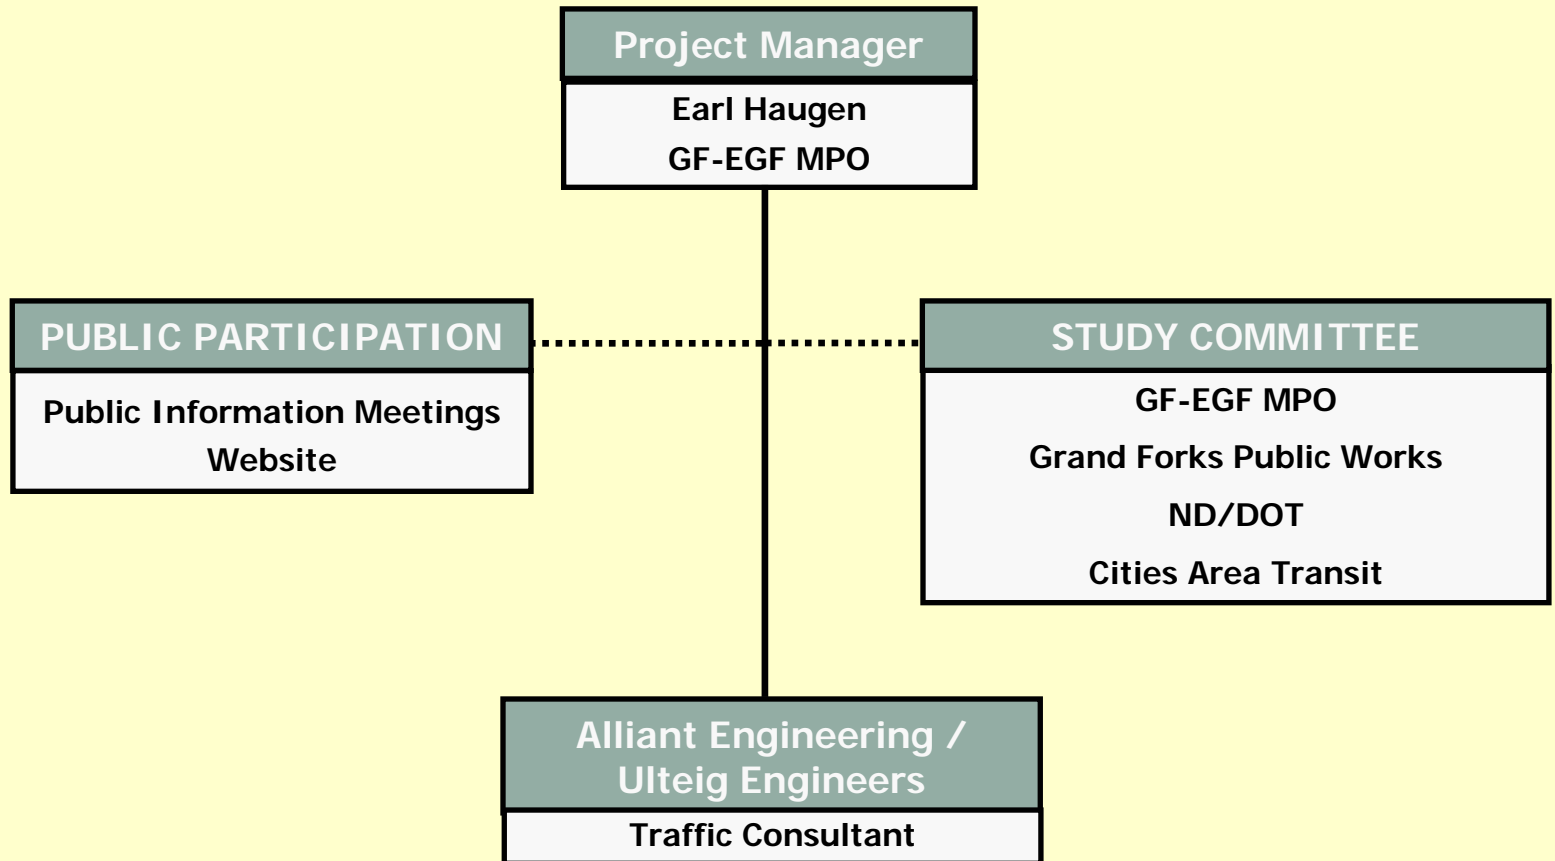 Project Manager
Earl Haugen
GF-EGF MPO
PUBLIC PARTICIPATION
Public Information Meetings
Website
STUDY COMMITTEE
GF-EGF MPO
Grand Forks Public Works
ND/DOT
Cities Area Transit
Alliant Engineering /
Ulteig Engineers
Traffic Consultant